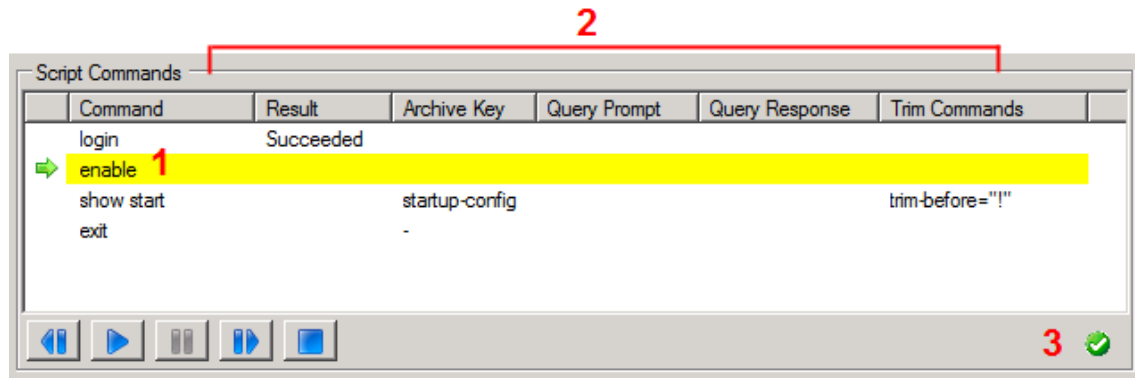 2
Script Commands
Command Result Archive Key Query Prompt Query Response Trim Commands
login Succeeded
enable 1
show start startup-config trim-before="!"
exit -
3